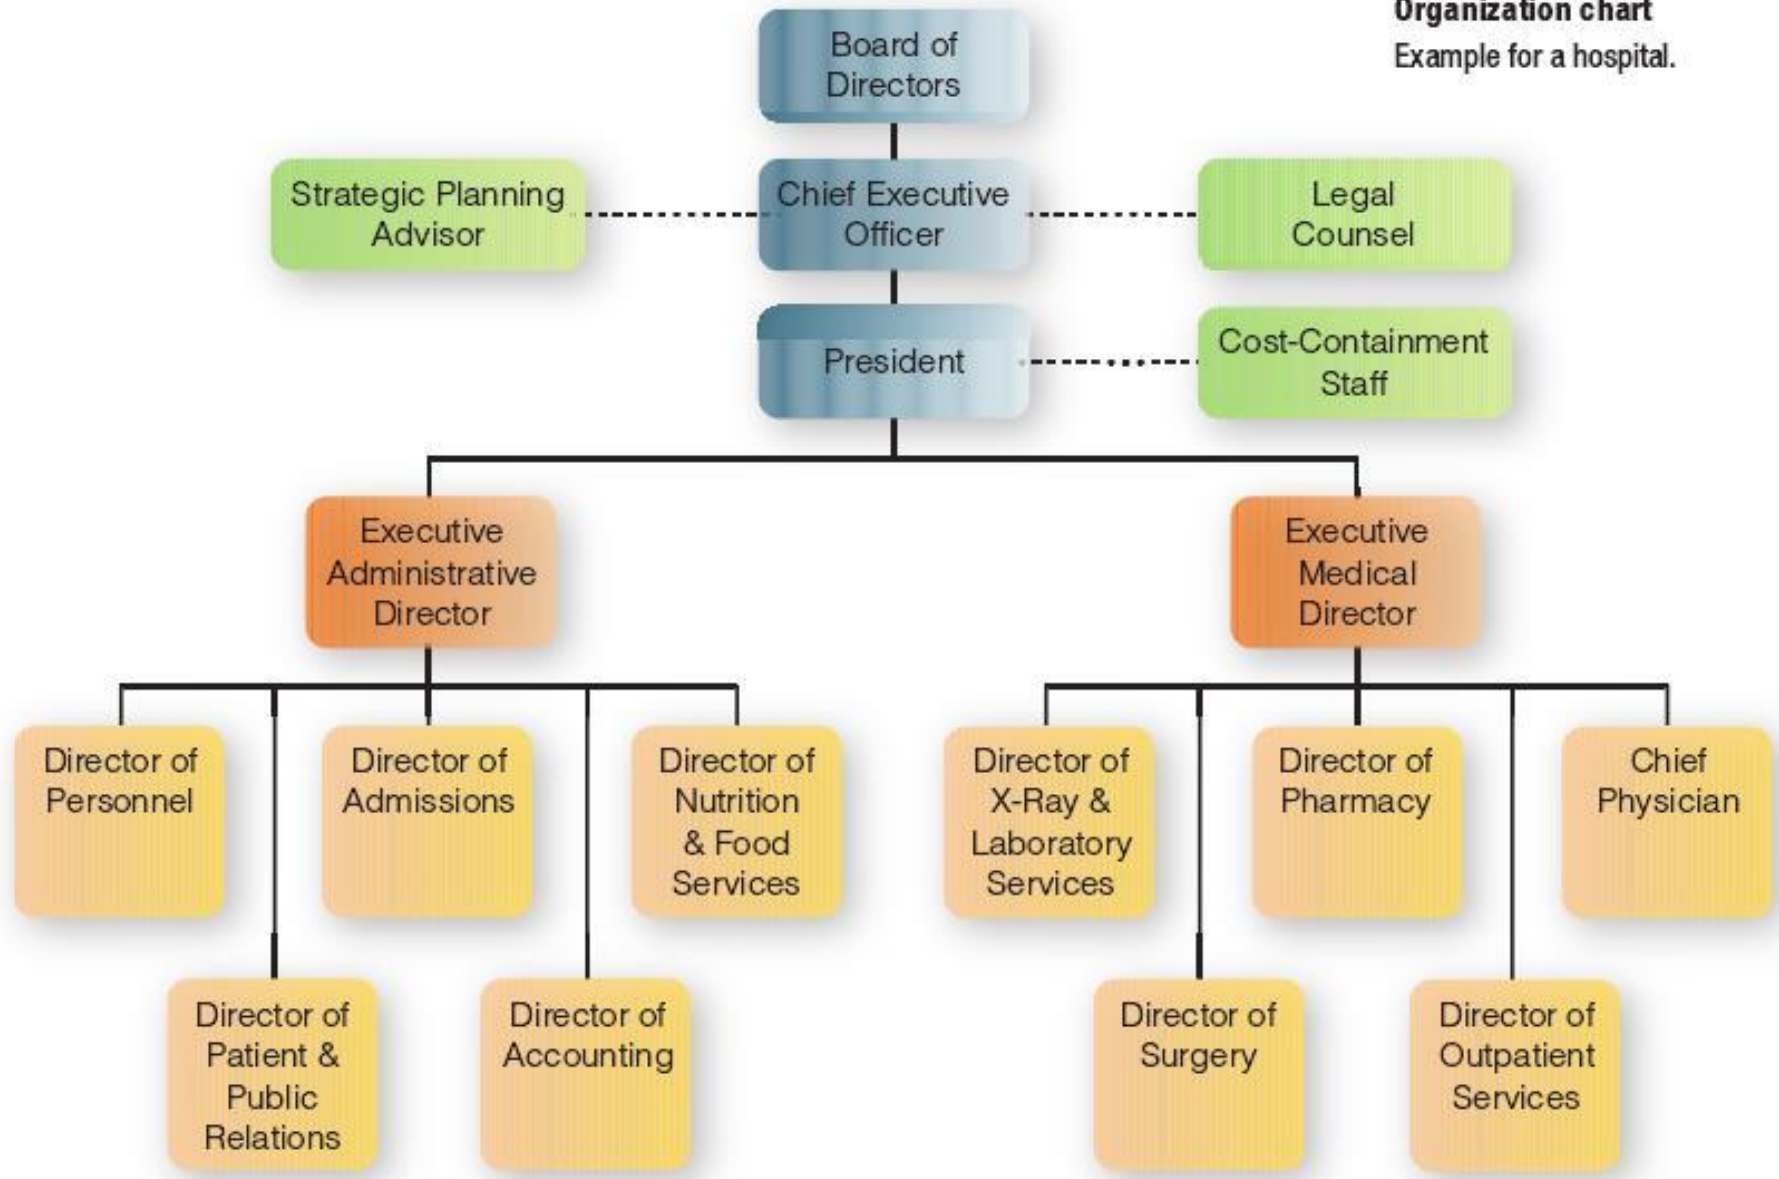 Organization chart
Example for a hospital.
Board of
Directors
Strategic Planning
Advisor
Chief Executive
Officer
Legal
Counsel
President
Cost-Containment
Staff
Executive
Administrative
Director
Executive
Medical
Director
Director of
Personnel
Director of
Admissions
Director of
Nutrition
& Food
Services
Director of
X-Ray &
Laboratory
Services
Director of
Pharmacy
Chief
Physician
Director of
Patient &
Public
Relations
Director of
Accounting
Director of
Surgery
Director of
Outpatient
Services